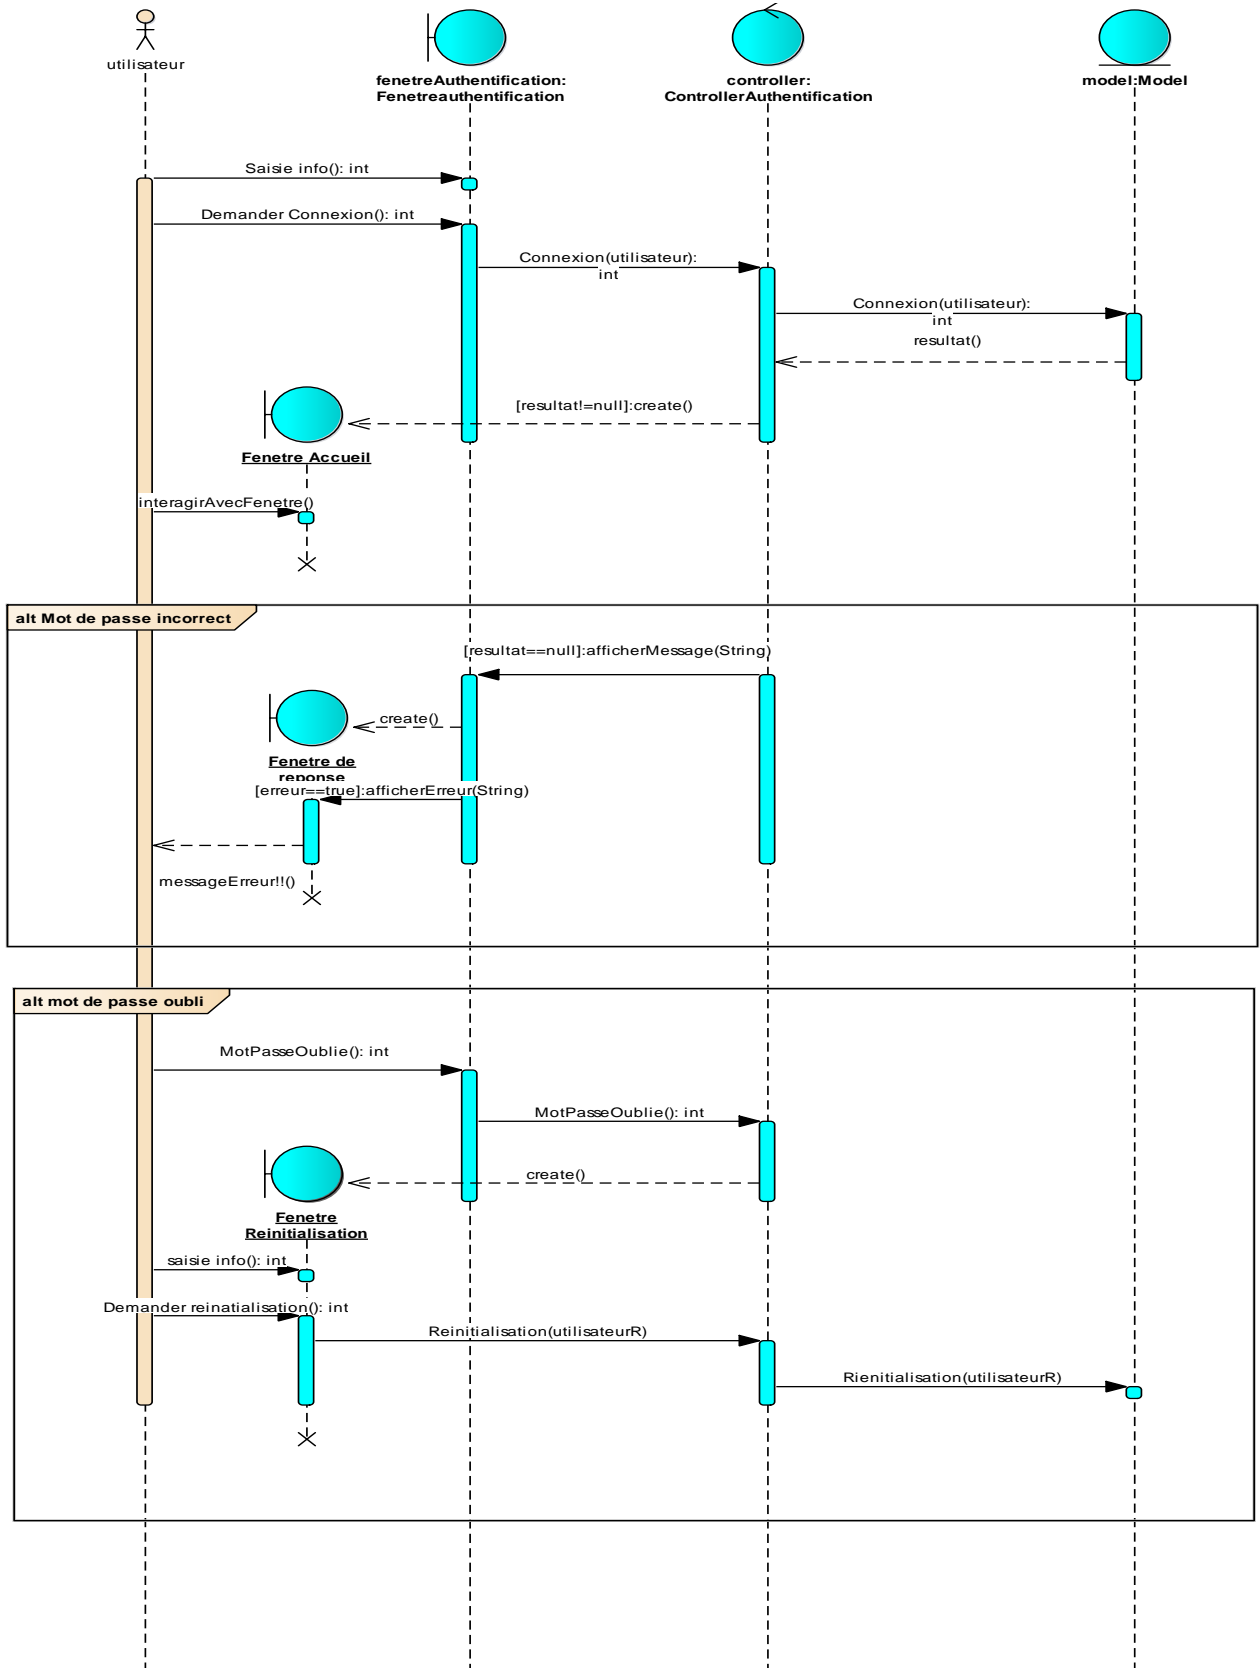 utilisateur
fenetreAuthentification:
Fenetreauthentification
controller:
ControllerAuthentification
model:Model
Saisie info(): int
Demander Connexion(): int
Connexion(utilisateur):
int
Connexion(utilisateur):
int
resultat()
[resultat!=null]:create()
Fenetre Accueil
interagirAvecFenetre()
alt Mot de passe incorrect
[resultat==null]:afficherMessage(String)
create()
Fenetre de
reponse
[erreur==true]:afficherErreur(String)
messageErreur!!()
alt mot de passe oubli
MotPasseOublie(): int
MotPasseOublie(): int
create()
Fenetre
Reinitialisation
saisie info(): int
Demander reinatialisation(): int
Reinitialisation(utilisateurR)
Rienitialisation(utilisateurR)